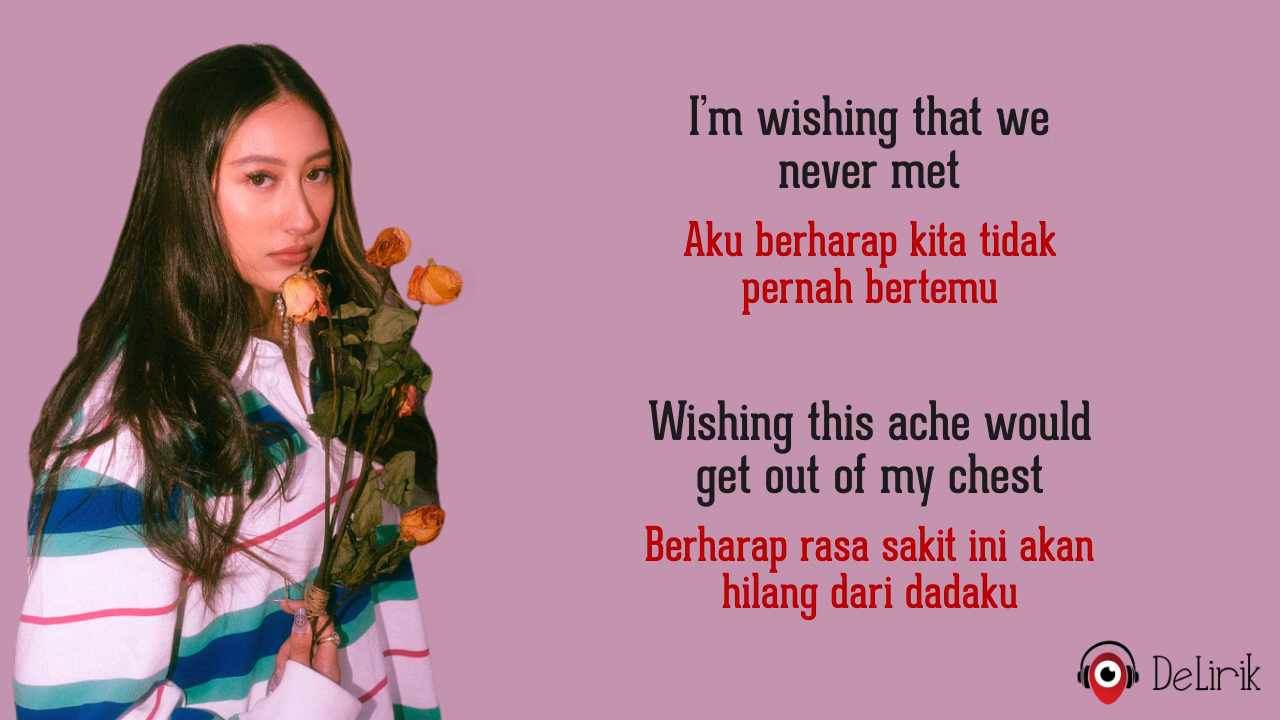 I'm wishing that we
never met
Aku berharap kita tidak
pernah bertemu
Wishing this ache would
get out of my chest
Berharap rasa sakit ini akan
hilang dari dadaku
DeLirik